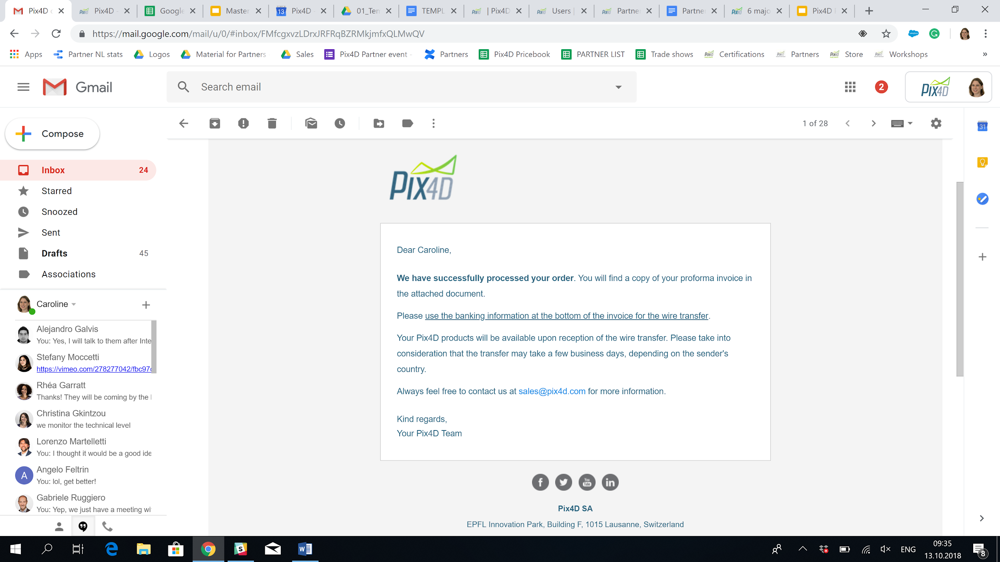 Pix4D
Pix4D -
Google
Master
13
Pix4D -
01_Tem
TEMPL
| Pix4D
Users |
Partner
Partner
6 majo
Pix4D
https://mail.google.com/mail/u/0/#inbox/FMfcgxvzLDrxJRFRqBZRMkjmfxQLMwQV
Apps
Partner NL stats
Logos
Material for Partners
Sales
Pix4D Partner event -
Partners
Pix4D Pricebook
PARTNER LIST
Trade shows
Certifications
Partners
Store
Workshops
»
Gmail
Search email
2
PIX4D
Compose
1 of 28
31
Inbox
24
Starred
Snoozed
Sent
Drafts
45
Associations
Caroline
Alejandro Galvis
You: Yes, I will talk to them after Inte
Stefany Moccetti
https://vimeo.com/278277042/fbc97
Rhéa Garratt
Thanks! They will be coming by the
Christina Gkintzou
we monitor the technical level
Lorenzo Martelletti
You: I thought it would be a good ide
A
Angelo Feltrin
You: lol, get better!
Gabriele Ruggiero
You: Yep, we just have a meeting wi
PIX4D
Dear Caroline,
We have successfully processed your order. You will find a copy of your proforma invoice in
the attached document.
Please use the banking information at the bottom of the invoice for the wire transfer.
Your Pix4D products will be available upon reception of the wire transfer. Please take into
consideration that the transfer may take a few business days, depending on the sender's
country.
Always feel free to contact us at sales@pix4d.com for more information.
Kind regards,
Your Pix4D Team
f
You Tube
in
Pix4D SA
EPFL Innovation Park, Building F, 1015 Lausanne, Switzerland
ENG
09:35
13.10.2018
8